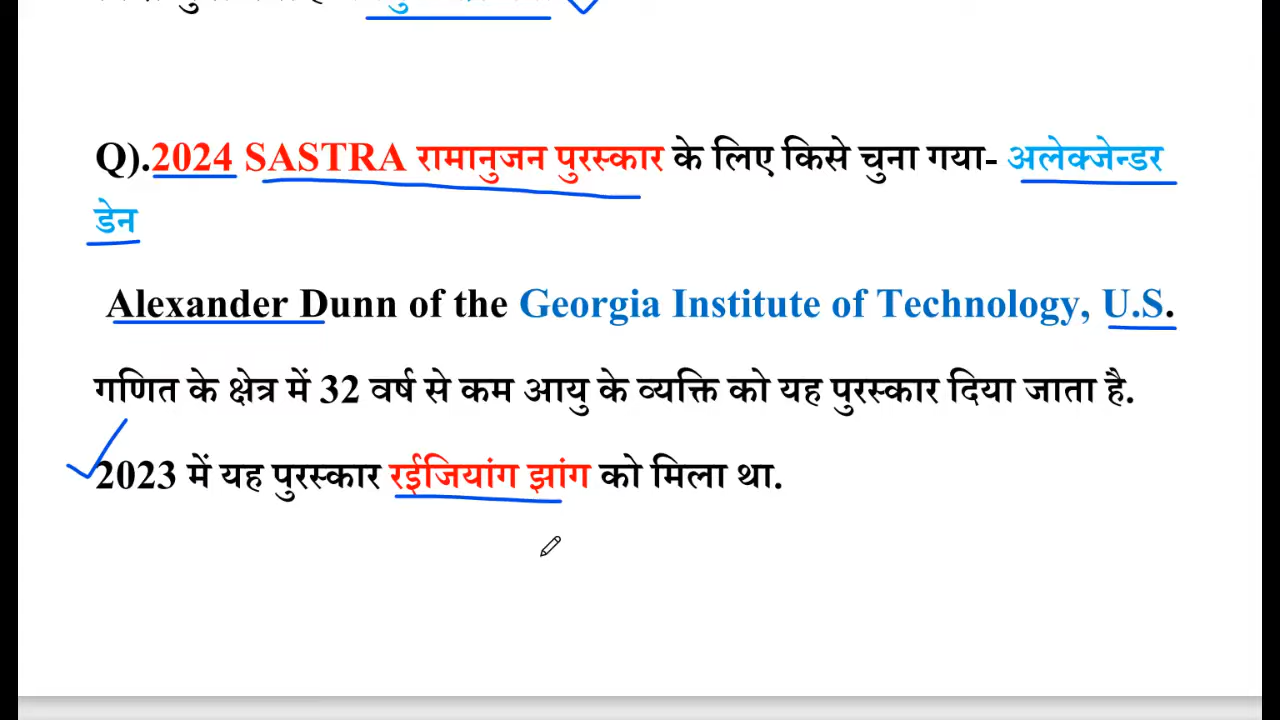 Q).2024 SASTRA रामानुजन पुरस्कार के लिए किसे चुना गया- अलेक्जेन्डर
डेन
Alexander Dunn of the Georgia Institute of Technology, U.S.
गणित के क्षेत्र में 32 वर्ष से कम आयु के व्यक्ति को यह पुरस्कार दिया जाता है.
2023 में यह पुरस्कार रईजियांग झांग को मिला था.